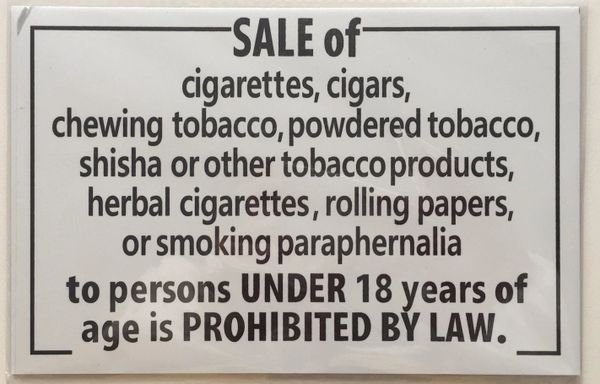 SALE of
cigarettes, cigars,
chewing tobacco, powdered tobacco,
shisha or other tobacco products,
herbal cigarettes, rolling papers,
or smoking paraphernalia
to persons UNDER 18 years of
age is PROHIBITED BY LAW.